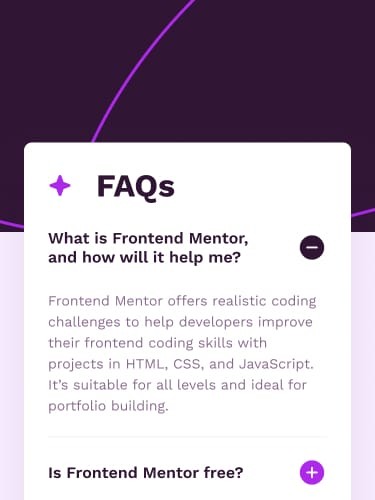 FAQs
What is Frontend Mentor,
and how will it help me?
Frontend Mentor offers realistic coding
challenges to help developers improve
their frontend coding skills with
projects in HTML, CSS, and JavaScript.
It’s suitable for all levels and ideal for
portfolio building.
Is Frontend Mentor free?